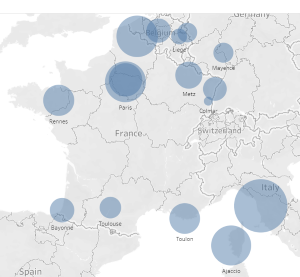 Germany
Belgium
Liege
Mayence
Metz
Paris
Colmar
Rennes
France
Switzerland
Italy
Bayonne
Toulouse
Toulon
Ajaccio
Spain